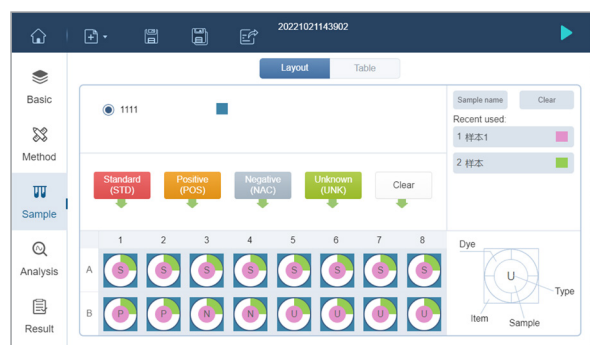 20221021143902
Layout Table
Basic
Method
Sample
Analysis
Result
1111
Sample name Clear
Recent used:
1 样本1
2 样本
Standard (STD)
Positive (POS)
Negative (NAC)
Unknown (UNK)
Clear
1 2 3 4 5 6 7 8
A S S S S S S S S
B P P N N U U U U
Dye
U
Type
Item
Sample